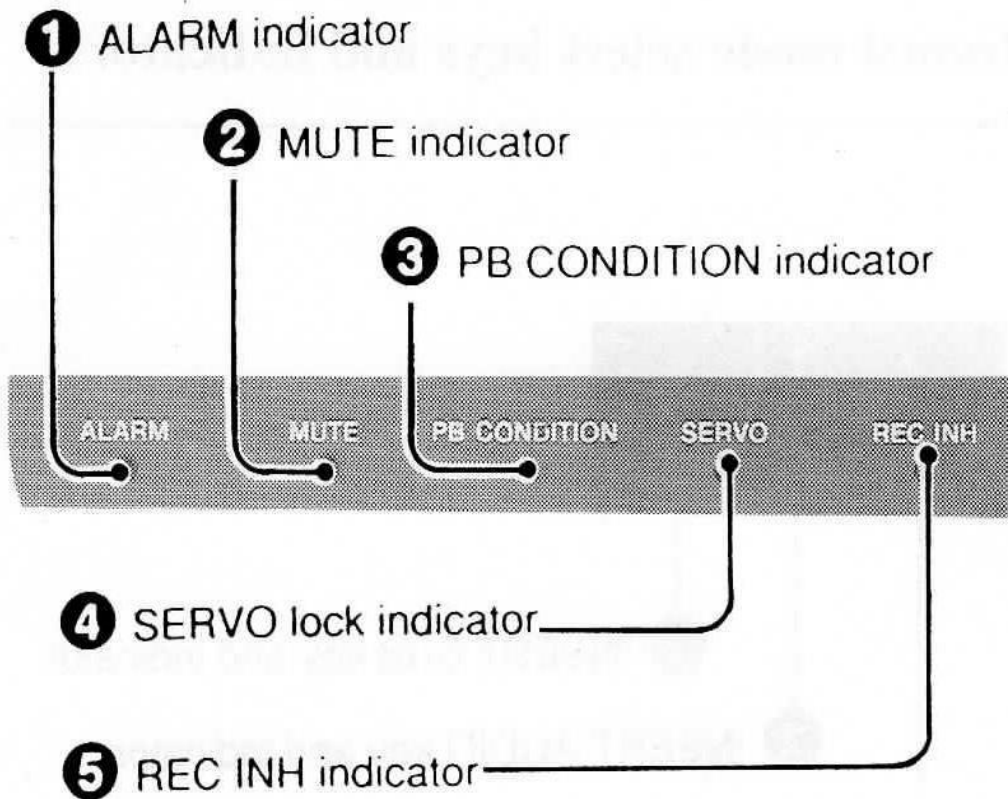 1 ALARM indicator
2 MUTE indicator
3 PB CONDITION indicator
ALARM MUTE PB CONDITION SERVO REC INH
4 SERVO lock indicator
5 REC INH indicator